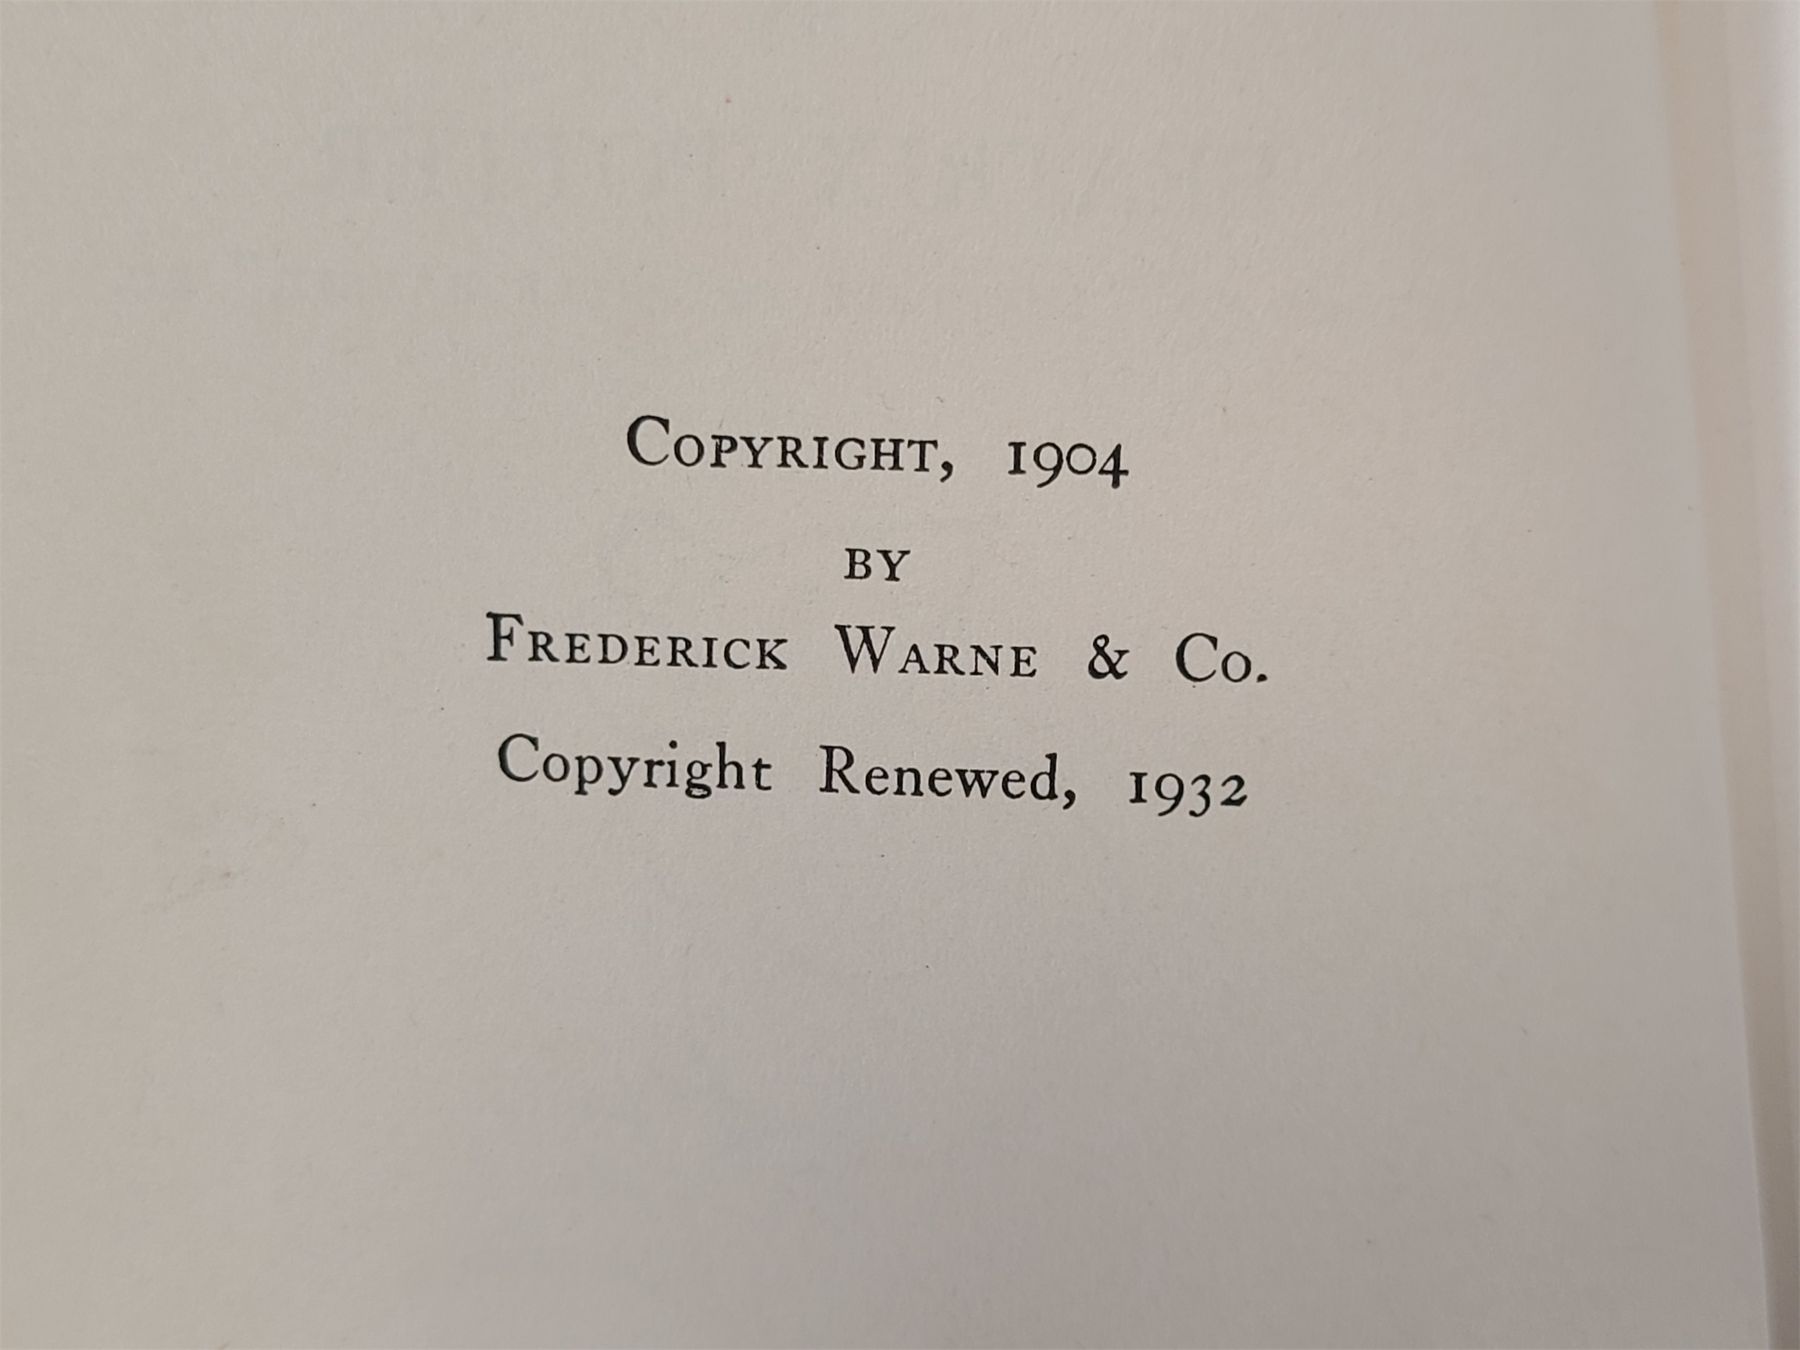 Copyright, 1904
by
Frederick Warne & Co.
Copyright Renewed, 1932